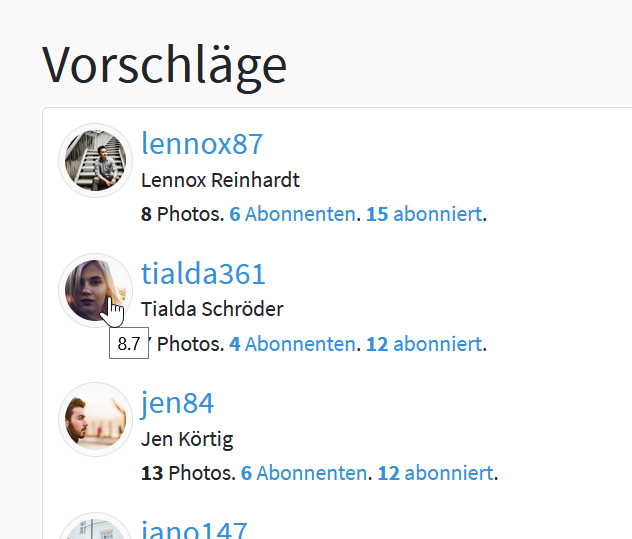 Vorschläge
lennox87
Lennox Reinhardt
8 Photos. 6 Abonnenten. 15 abonniert.
tialda361
Tialda Schröder
Photos. 4 Abonnenten. 12 abonniert.
8.7
jen84
Jen Körtig
13 Photos. 6 Abonnenten. 12 abonniert.
jano147